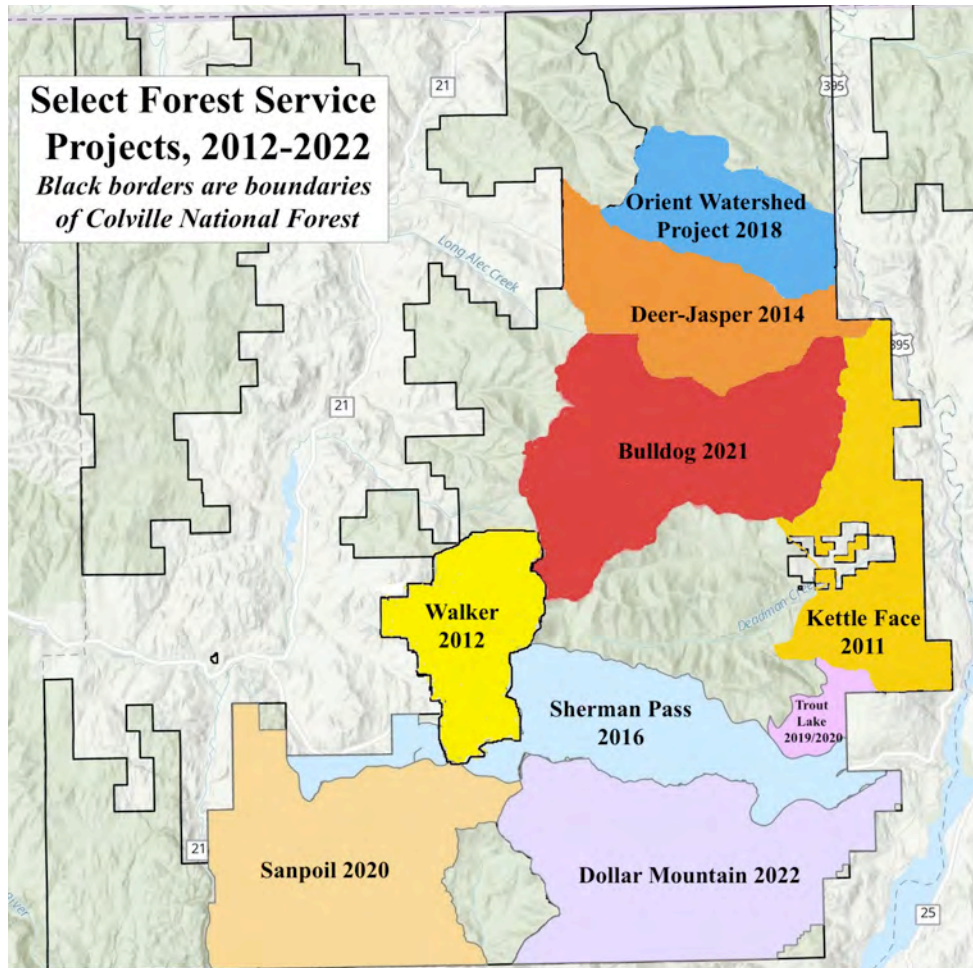 Select Forest Service
Projects, 2012-2022
Black borders are boundaries
of Colville National Forest
21
395
Orient Watershed
Project 2018
Long Alec Creek
Deer-Jasper 2014
395
21
Bulldog 2021
Walker
2012
Deadman Cree
Kettle Face
2011
Sherman Pass
2016
Trout
Lake
2019/2020
21
Sanpoil 2020
Dollar Mountain 2022
25